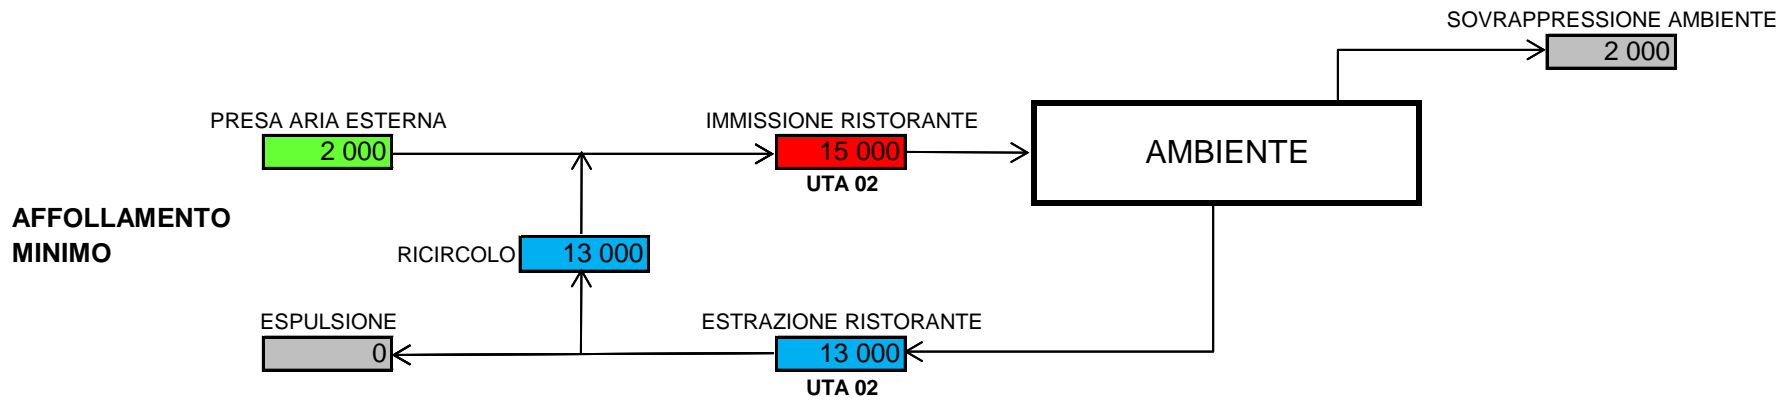 SOVRAPPRESSIONE AMBIENTE
2 000
PRESA ARIA ESTERNA
2 000
IMMISSIONE RISTORANTE
15 000
UTA 02
AMBIENTE
AFFOLLAMENTO
MINIMO
RICIRCOLO
13 000
ESPULSIONE
0
ESTRAZIONE RISTORANTE
13 000
UTA 02